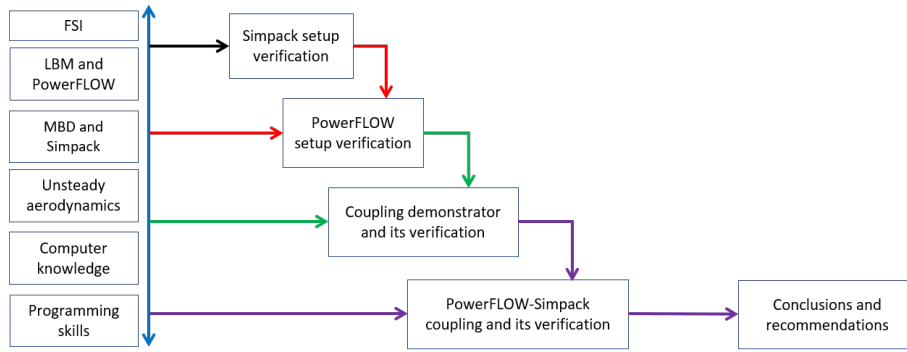 FSI
LBM and
PowerFLOW
MBD and
Simpack
Unsteady
aerodynamics
Computer
knowledge
Programming
skills
Simpack setup
verification
PowerFLOW
setup verification
Coupling demonstrator
and its verification
PowerFLOW-Simpack
coupling and its verification
Conclusions and
recommendations